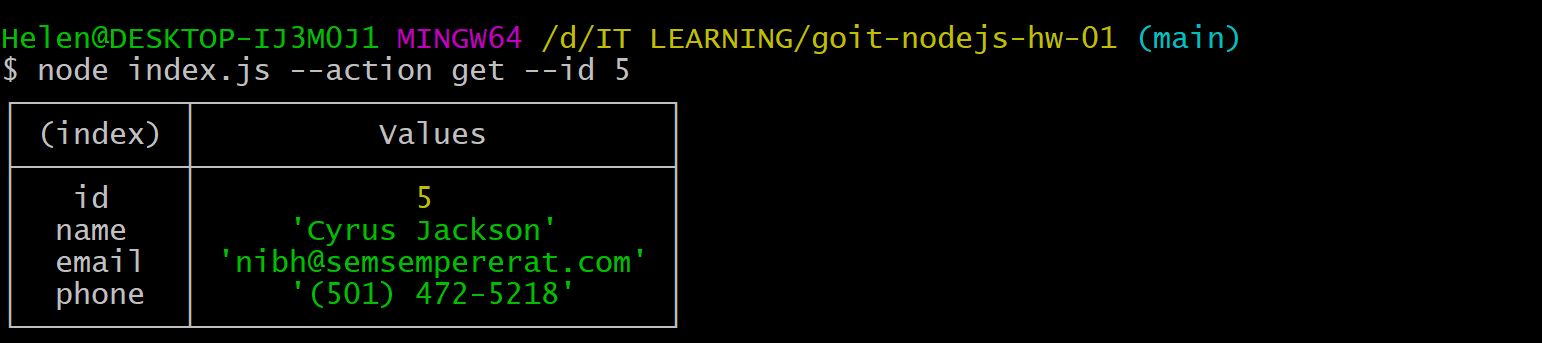 Helen@DESKTOP-IJ3M0J1 MINGW64 /d/IT LEARNING/goit-nodejs-hw-01 (main)
$ node index.js --action get --id 5
(index) Values
id 5
name 'Cyrus Jackson'
email 'nibh@semsempererat.com'
phone '(501) 472-5218'